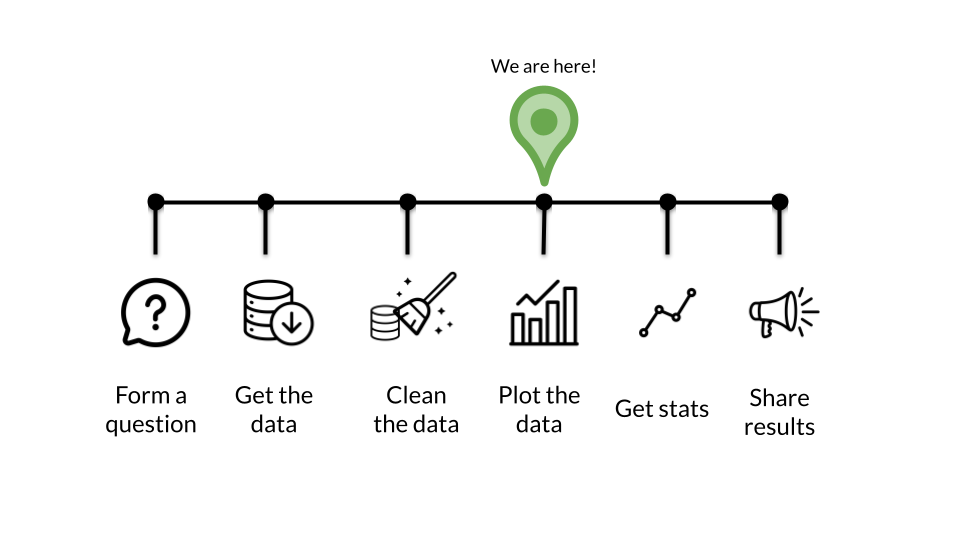 We are here!
?
Form a
question
Get the
data
Clean
the data
Plot the
data
Get stats
Share
results